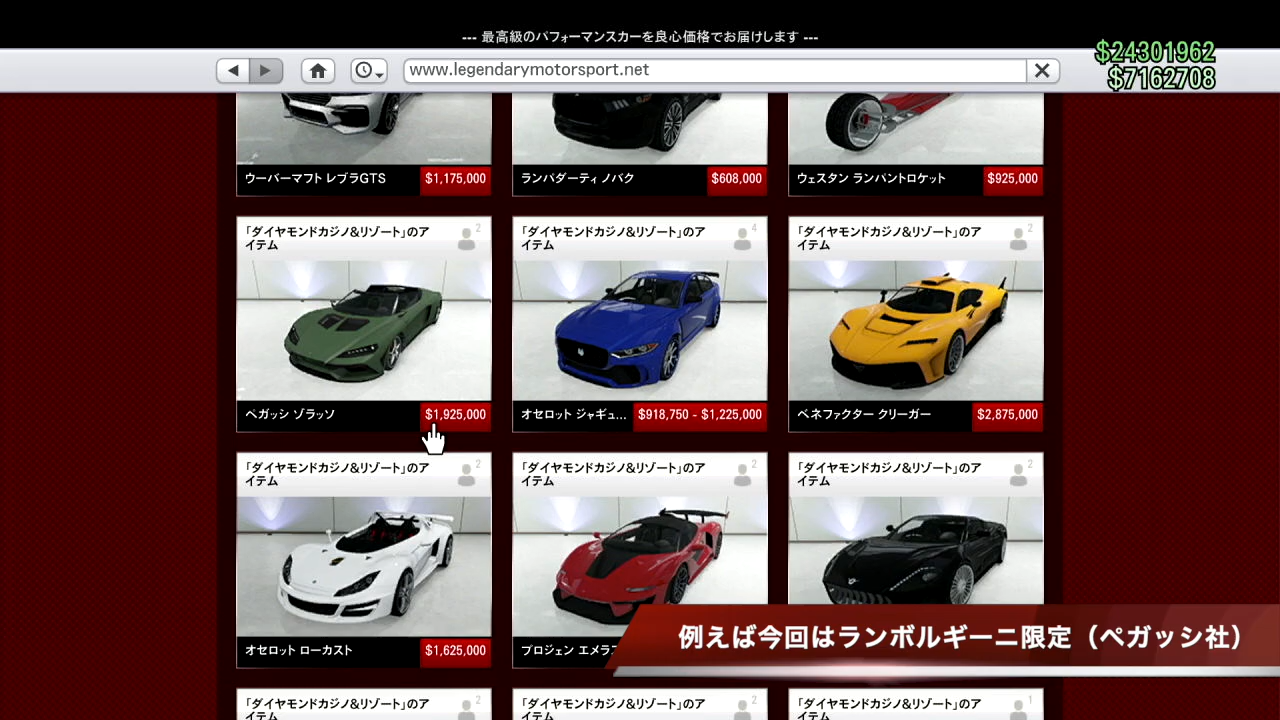 --- 最高級のパフォーマンスカーを良心価格でお届けします ---
www.legendarymotorsport.net
$24301962
$7162708
ウーバーマフト レブラGTS $1,175,000
ランパダーティ ノバク $608,000
ウェスタン ランパントロケット $925,000
「ダイヤモンドカジノ&リゾート」のア
イテム
2
「ダイヤモンドカジノ&リゾート」のア
イテム
4
「ダイヤモンドカジノ&リゾート」のア
イテム
2
ペガッシ ゾラッソ $1,925,000
オセロット ジャギュ... $918,750 - $1,225,000
ベネファクター クリーガー $2,875,000
「ダイヤモンドカジノ&リゾート」のア
イテム
2
「ダイヤモンドカジノ&リゾート」のア
イテム
2
「ダイヤモンドカジノ&リゾート」のア
イテム
2
オセロット ローカスト $1,625,000
プロジェン エメラ
例えば今回はランボルギーニ限定（ペガッシ社）
「ダイヤモンドカジノ&リゾート」のア
イテム
2
「ダイヤモンドカジノ&リゾート」のア
イテム
2
「ダイヤモンドカジノ&リゾート」のア
イテム
1